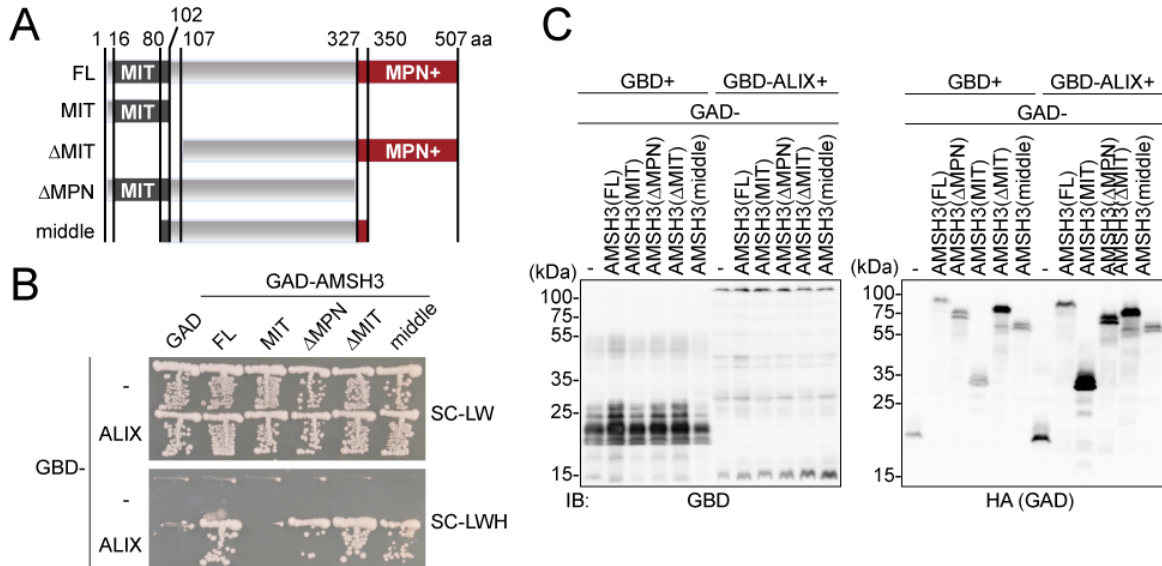 A
102
1 16 80 107 327 350 507 aa
FL MIT MPN+
MIT MIT
ΔMIT MPN+
ΔMPN MIT
middle
B
GAD-AMSH3
GAD FL MIT ΔMPN ΔMIT middle
GBD-
- SC-LW
ALIX
- SC-LWH
ALIX
C
GBD+ GBD-ALIX+
GAD-
- AMSH3(FL) AMSH3(MIT) AMSH3(ΔMPN) AMSH3(ΔMIT) AMSH3(middle) - AMSH3(FL) AMSH3(MIT) AMSH3(ΔMPN) AMSH3(ΔMIT) AMSH3(middle)
(kDa)
100-
75-
55-
35-
25-
15-
IB: GBD
GBD+ GBD-ALIX+
GAD-
- AMSH3(FL) AMSH3(ΔMPN) AMSH3(MIT) AMSH3(ΔMIT) AMSH3(middle) - AMSH3(FL) AMSH3(MIT) AMSH3(ΔMPN) AMSH3(ΔMIT) AMSH3(middle)
(kDa)
100-
75-
55-
35-
25-
15-
HA (GAD)